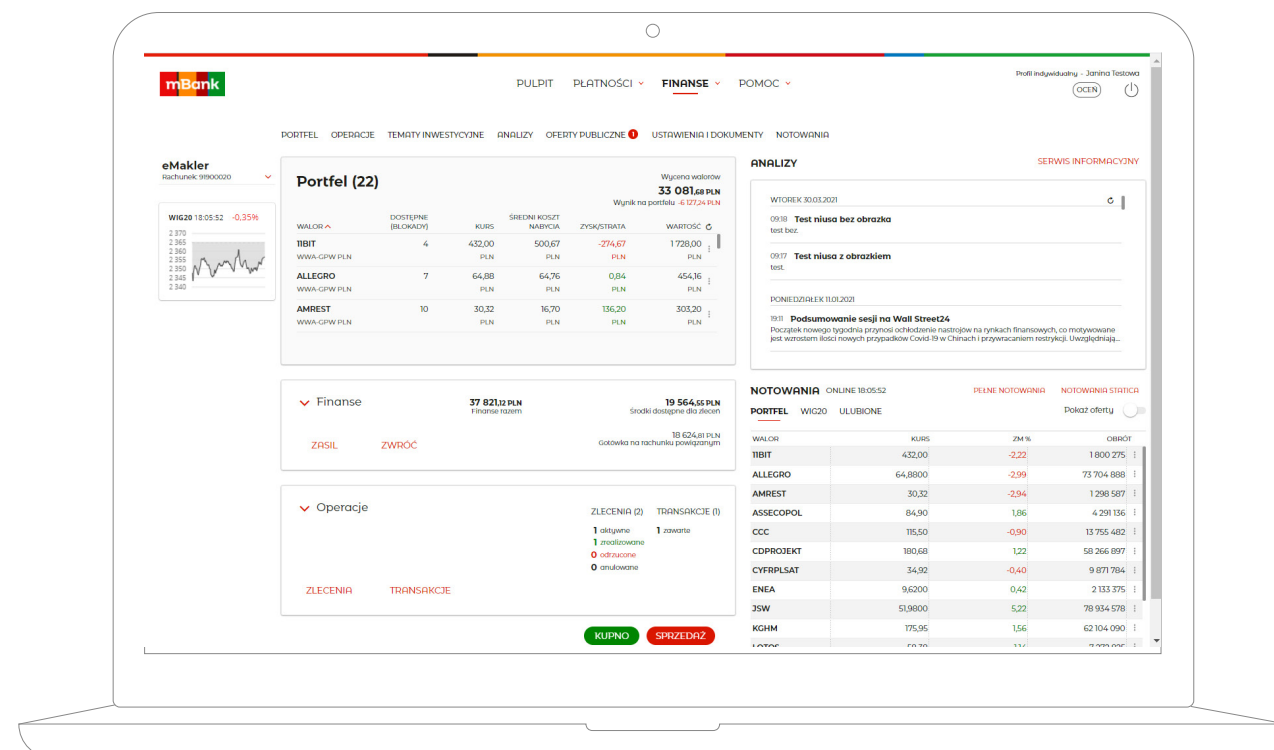 mBank
PULPIT PŁATNOŚCI FINANSE POMOC
Profil indywidualny - Janina Testowa
OCEŃ
PORTFEL OPERACJE TEMATY INWESTYCYJNE ANALIZY OFERTY PUBLICZNE 1 USTAWIENIA I DOKUMENTY NOTOWANIA
eMakler
Rachunek: 91900020
WIG20 18:05:52 -0,35%
2 370
2 365
2 360
2 355
2 350
2 345
2 340
Portfel (22)
Wycena walorów
33 081,68 PLN
Wynik na portfelu -6 127,24 PLN
WALOR DOSTĘPNE (BLOKADY) KURS ŚREDNI KOSZT NABYCIA ZYSK/STRATA WARTOŚĆ
11BIT 4 432,00 500,67 -274,67 1 728,00
WWA-GPW PLN PLN PLN PLN PLN
ALLEGRO 7 64,88 64,76 0,84 454,16
WWA-GPW PLN PLN PLN PLN PLN
AMREST 10 30,32 16,70 136,20 303,20
WWA-GPW PLN PLN PLN PLN PLN
Finanse
37 821,12 PLN
Finanse razem
19 564,55 PLN
Środki dostępne dla zleceń
18 624,81 PLN
Gotówka na rachunku powiązanym
ZASIL ZWRÓĆ
Operacje
ZLECENIA (2) TRANSAKCJE (1)
1 aktywne 1 zawarte
1 zrealizowane
0 odrzucone
0 anulowane
ZLECENIA TRANSAKCJE
KUPNO SPRZEDAŻ
ANALIZY SERWIS INFORMACYJNY
WTOREK 30.03.2021
09:18 Test niusa bez obrazka
test bez.
09:17 Test niusa z obrazkiem
test.
PONIEDZIAŁEK 11.01.2021
19:11 Podsumowanie sesji na Wall Street24
Początek nowego tygodnia przynosi ochłodzenie nastrojów na rynkach finansowych, co motywowane
jest wzrostem ilości nowych przypadków Covid-19 w Chinach i przywracaniem restrykcji. Uwzględniają...
NOTOWANIA ONLINE 18:05:52 PEŁNE NOTOWANIA NOTOWANIA STATICA
PORTFEL WIG20 ULUBIONE Pokaż oferty
WALOR KURS ZM % OBRÓT
11BIT 432,00 -2,22 1 800 275
ALLEGRO 64,8800 -2,99 73 704 888
AMREST 30,32 -2,94 1 298 587
ASSECOPOL 84,90 1,86 4 291 136
CCC 115,50 -0,90 13 755 482
CDPROJEKT 180,68 1,22 58 266 897
CYFRPLSAT 34,92 -0,40 9 871 784
ENEA 9,6200 0,42 2 133 375
JSW 51,9800 5,22 78 934 578
KGHM 175,95 1,56 62 104 090